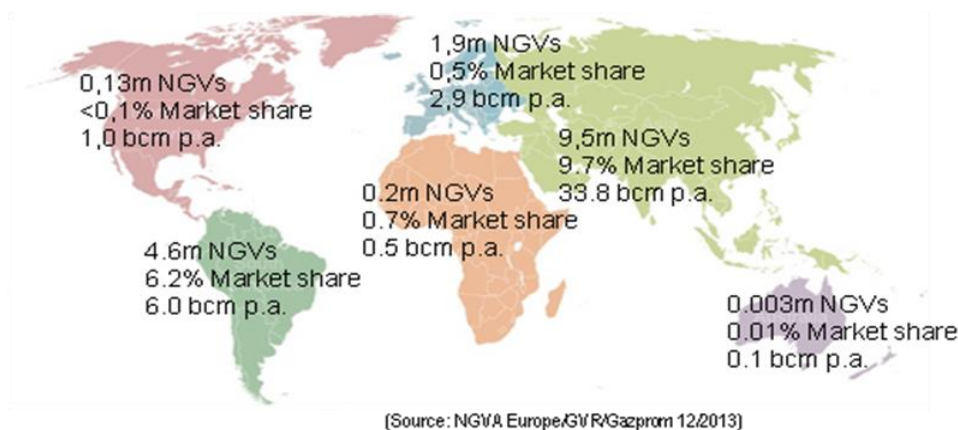 1,9m NGVs
0,5% Market share
2,9 bcm p.a.
0,13m NGVs
<0,1% Market share
1,0 bcm p.a.
9,5m NGVs
9.7% Market share
33.8 bcm p.a.
0.2m NGVs
0.7% Market share
0.5 bcm p.a.
4.6m NGVs
6.2% Market share
6.0 bcm p.a.
0.003m NGVs
0.01% Market share
0.1 bcm p.a.
(Source: NGVA Europe/GVR/Gazprom 12/2013)